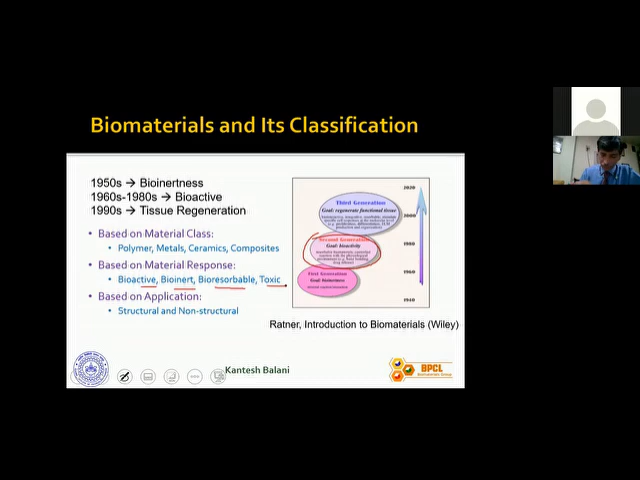 Biomaterials and Its Classification
1950s → Bioinertness
1960s-1980s → Bioactive
1990s → Tissue Regeneration
• Based on Material Class:
• Polymer, Metals, Ceramics, Composites
• Based on Material Response:
• Bioactive, Bioinert, Bioresorbable, Toxic
• Based on Application:
• Structural and Non-structural
Third Generation
Goal: regenerate functional tissue
Second Generation
Goal: bioactivity
First Generation
Goal: bioinertness
2020
2000
1980
1960
1940
Ratner, Introduction to Biomaterials (Wiley)
Kantesh Balani
BPCL